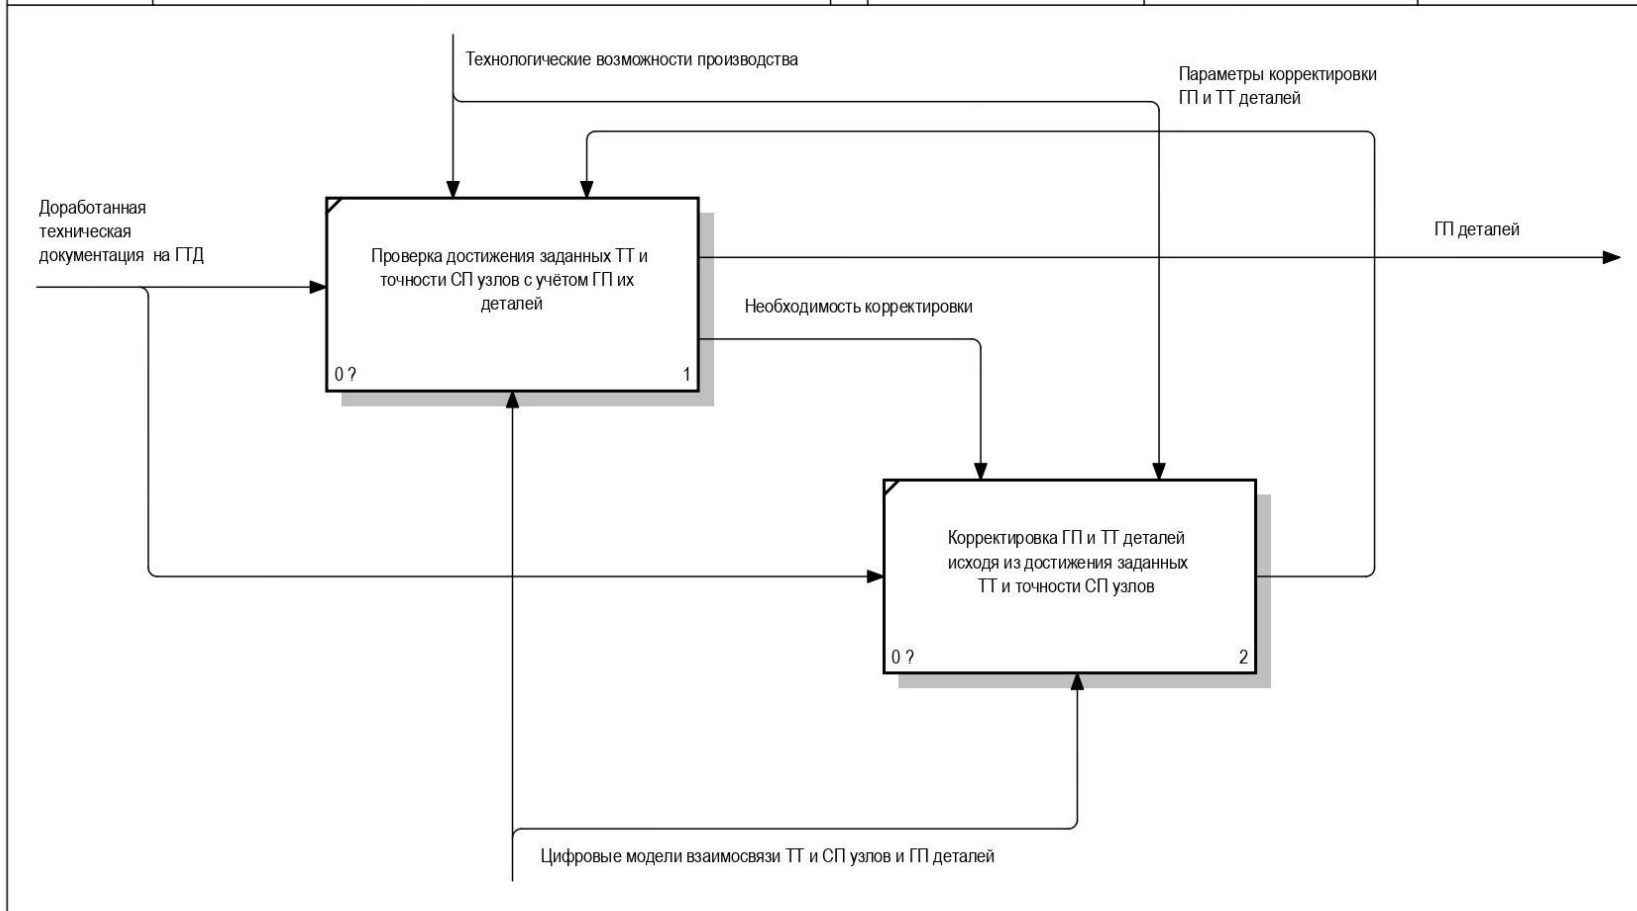 Технологические возможности производства
Параметры корректировки
ГП и ТТ деталей
Доработанная
техническая
документация на ГТД
ГП деталей
Проверка достижения заданных ТТ и
точности СП узлов с учётом ГП их
деталей
Необходимость корректировки
0 ?
1
Корректировка ГП и ТТ деталей
исходя из достижения заданных
ТТ и точности СП узлов
0 ?
2
Цифровые модели взаимосвязи ТТ и СП узлов и ГП деталей